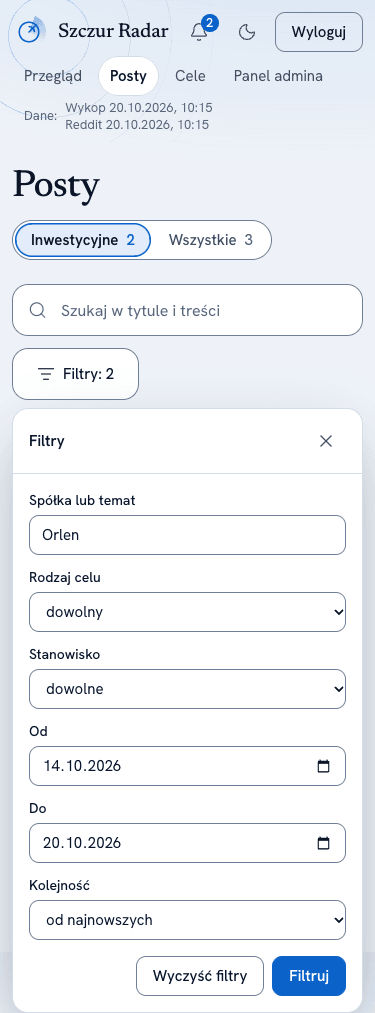 Szczur Radar
2
Wyloguj
Przegląd
Posty
Cele
Panel admina
Dane:
Wykop 20.10.2026, 10:15
Reddit 20.10.2026, 10:15
Posty
Inwestycyjne 2
Wszystkie 3
Szukaj w tytule i treści
Filtry: 2
Filtry
Spółka lub temat
Orlen
Rodzaj celu
dowolny
Stanowisko
dowolne
Od
14.10.2026
Do
20.10.2026
Kolejność
od najnowszych
Wyczyść filtry
Filtruj